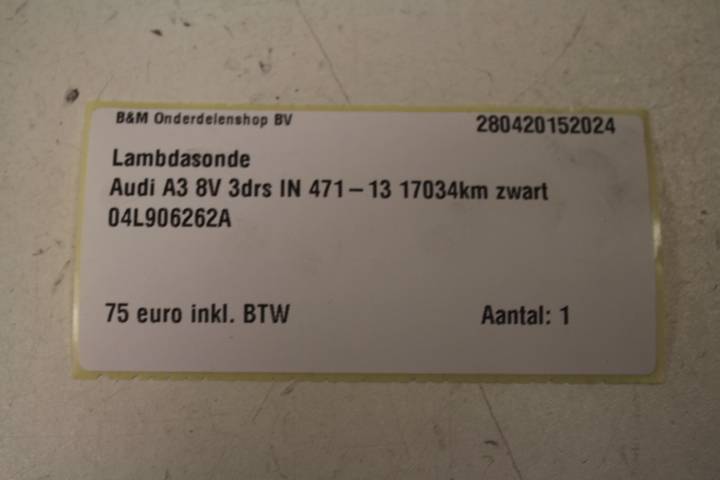 B&M Onderdelenshop BV 280420152024
Lambdasonde
Audi A3 8V 3drs IN 471-13 17034km zwart
04L906262A
75 euro inkl. BTW Aantal: 1